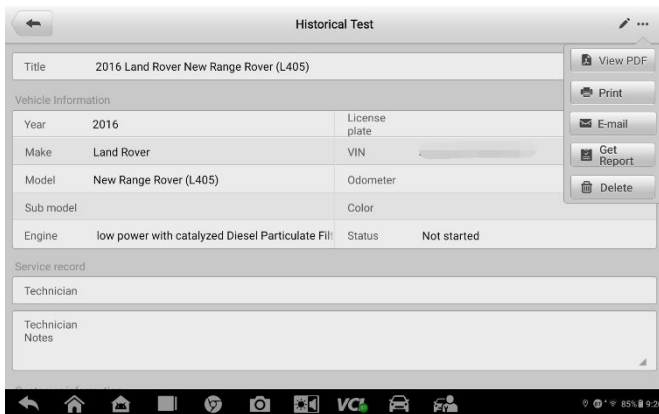 Historical Test
Title 2016 Land Rover New Range Rover (L405)
View PDF
Vehicle Information
Print
Year 2016 License plate
E-mail
Make Land Rover VIN
Get Report
Model New Range Rover (L405) Odometer
Delete
Sub model Color
Engine low power with catalyzed Diesel Particulate Filt Status Not started
Service record
Technician
Technician
Notes
VCI
85% 9:2